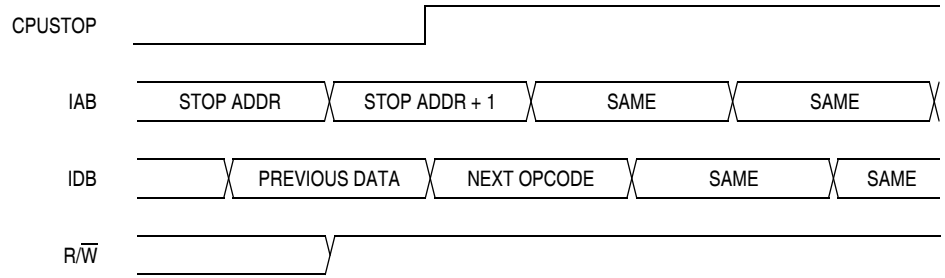 CPUSTOP
IAB STOP ADDR STOP ADDR + 1 SAME SAME
IDB PREVIOUS DATA NEXT OPCODE SAME SAME
R/W̅